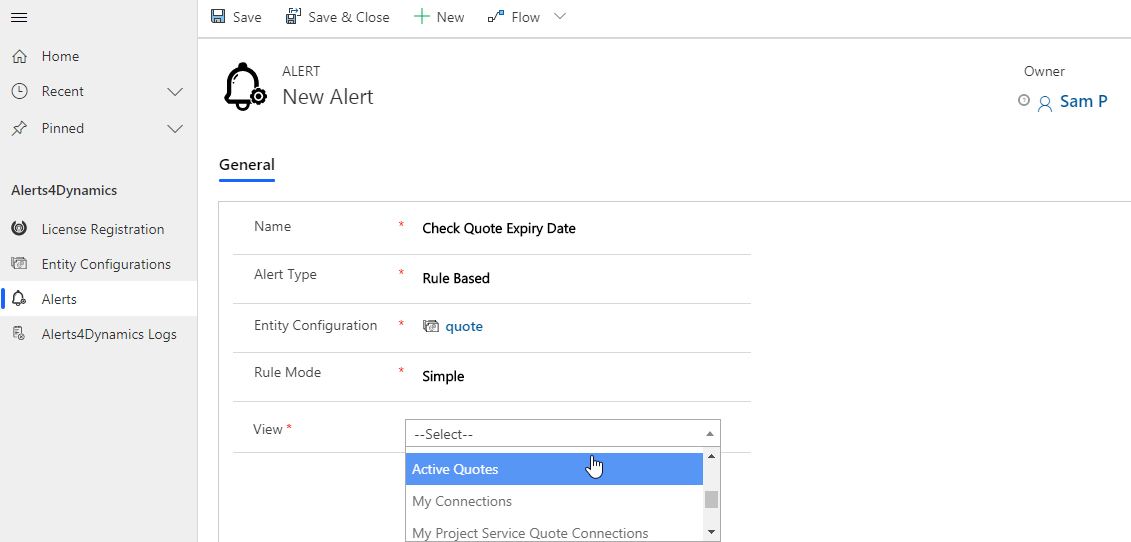 Save Save & Close New Flow
Home
Recent
Pinned
Alerts4Dynamics
License Registration
Entity Configurations
Alerts
Alerts4Dynamics Logs
ALERT
New Alert
Owner
Sam P
General
Name * Check Quote Expiry Date
Alert Type * Rule Based
Entity Configuration * quote
Rule Mode * Simple
View * --Select--
Active Quotes
My Connections
My Project Service Quote Connections